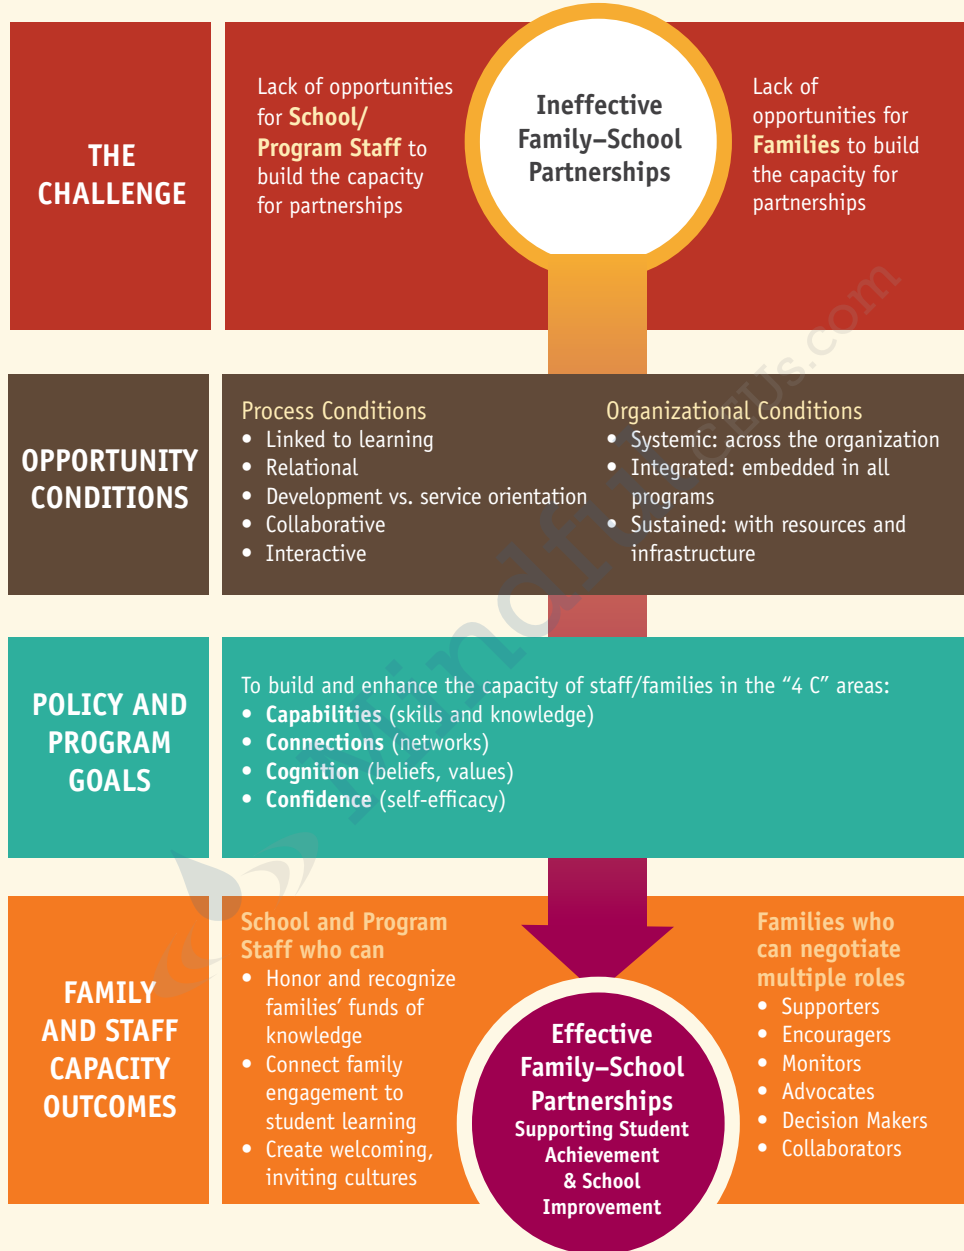 THE
CHALLENGE
Lack of opportunities
for School/
Program Staff to
build the capacity
for partnerships
Ineffective
Family–School
Partnerships
Lack of
opportunities for
Families to build
the capacity for
partnerships
OPPORTUNITY
CONDITIONS
Process Conditions
• Linked to learning
• Relational
• Development vs. service orientation
• Collaborative
• Interactive
Organizational Conditions
• Systemic: across the organization
• Integrated: embedded in all
programs
• Sustained: with resources and
infrastructure
POLICY AND
PROGRAM
GOALS
To build and enhance the capacity of staff/families in the “4 C” areas:
• Capabilities (skills and knowledge)
• Connections (networks)
• Cognition (beliefs, values)
• Confidence (self-efficacy)
FAMILY
AND STAFF
CAPACITY
OUTCOMES
School and Program
Staff who can
• Honor and recognize
families’ funds of
knowledge
• Connect family
engagement to
student learning
• Create welcoming,
inviting cultures
Effective
Family–School
Partnerships
Supporting Student
Achievement
& School
Improvement
Families who
can negotiate
multiple roles
• Supporters
• Encouragers
• Monitors
• Advocates
• Decision Makers
• Collaborators
Mindful CEUs.com